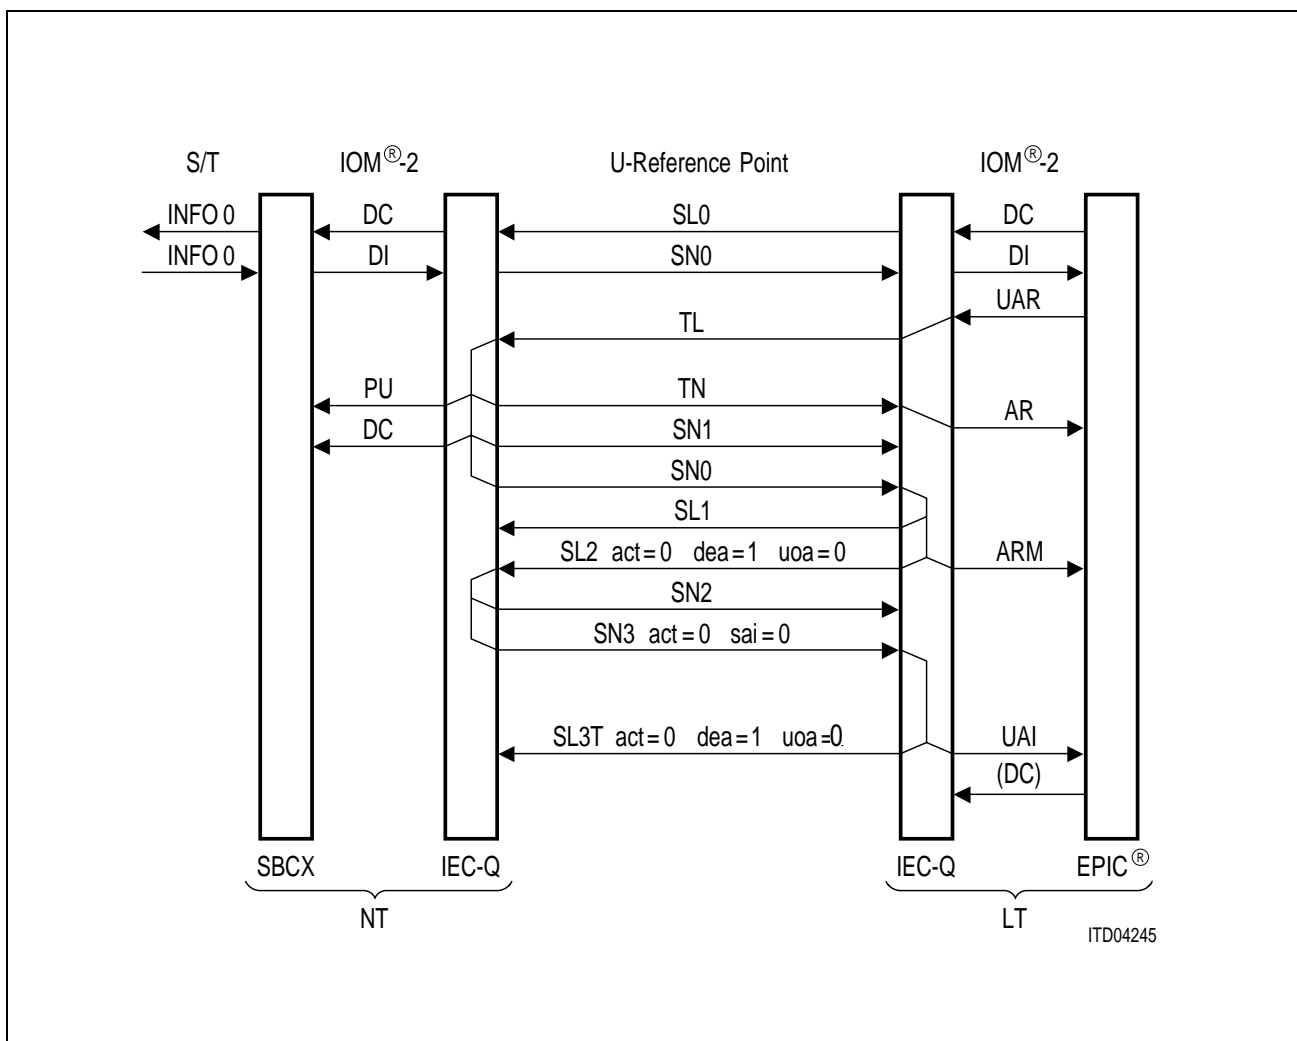 S/T IOM®-2 U-Reference Point IOM®-2
INFO 0 DC SL0 DC
INFO 0 DI SN0 DI
UAR
TL
PU TN AR
DC SN1
SN0
SL1
SL2 act = 0 dea = 1 uoa = 0 ARM
SN2
SN3 act = 0 sai = 0
SL3T act = 0 dea = 1 uoa =0. UAI
(DC)
SBCX IEC-Q IEC-Q EPIC®
NT LT
ITD04245